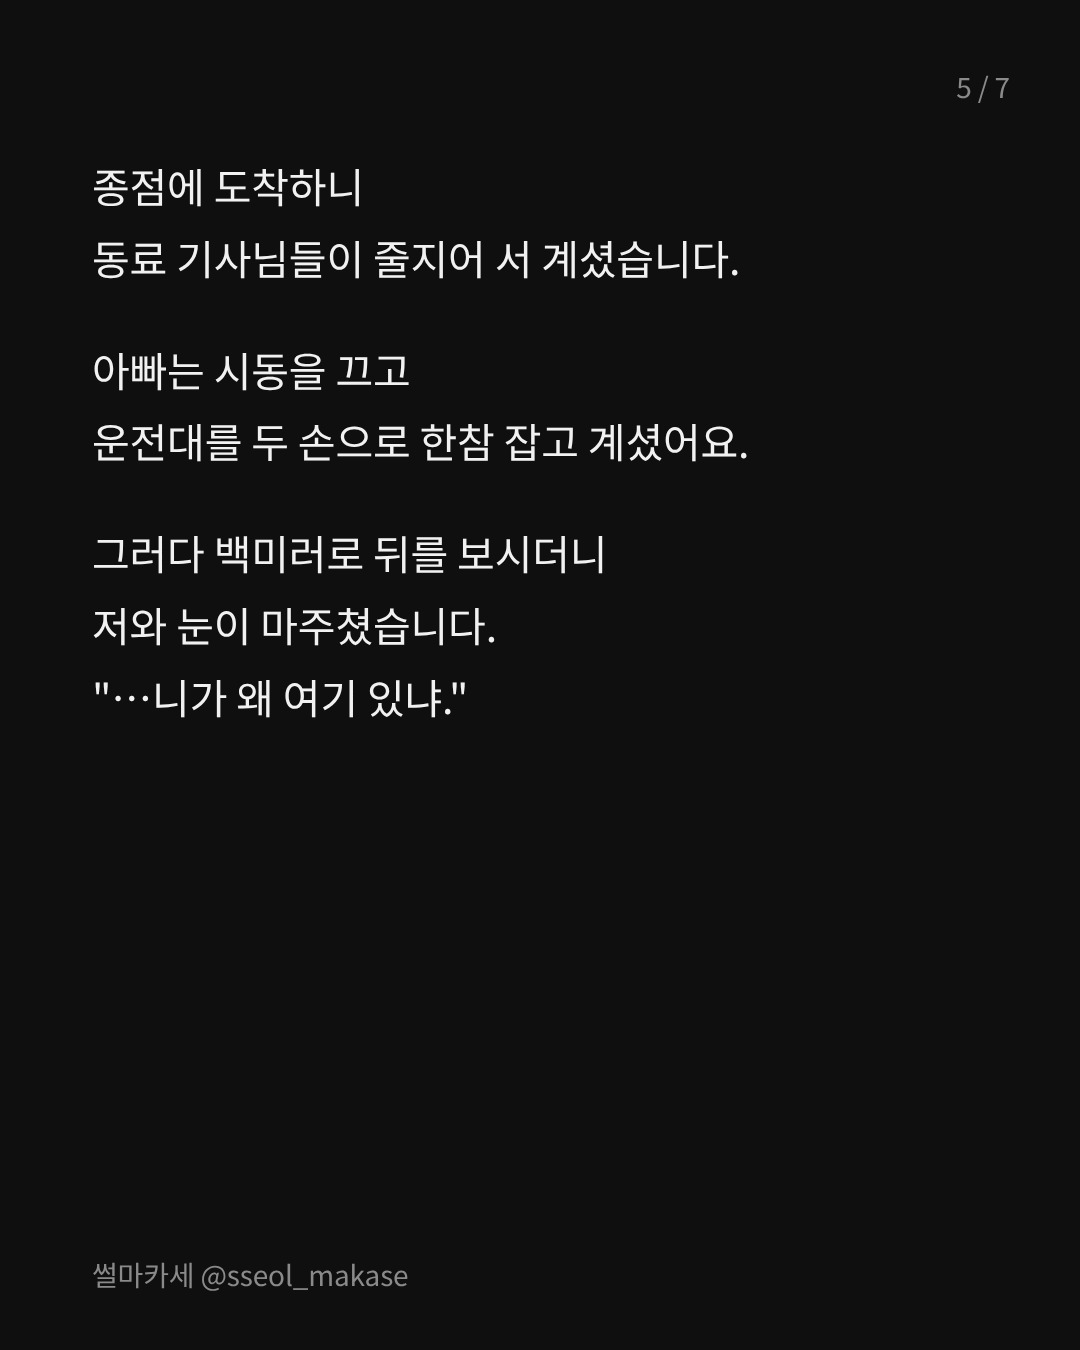 5 / 7
종점에 도착하니
동료 기사님들이 줄지어 서 계셨습니다.
아빠는 시동을 끄고
운전대를 두 손으로 한참 잡고 계셨어요.
그러다 백미러로 뒤를 보시더니
저와 눈이 마주쳤습니다.
"…니가 왜 여기 있냐."
썰마카세 @sseol_makase